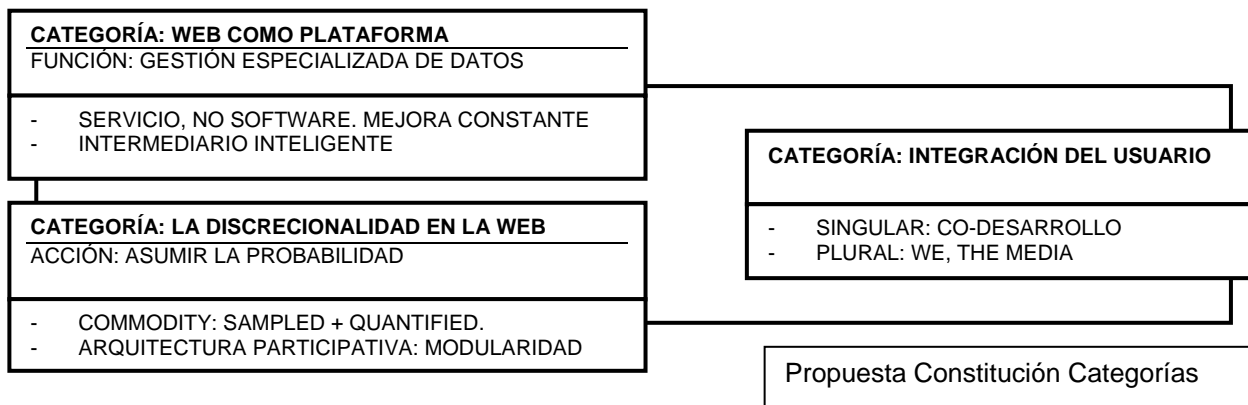 CATEGORÍA: WEB COMO PLATAFORMA
FUNCIÓN: GESTIÓN ESPECIALIZADA DE DATOS
- SERVICIO, NO SOFTWARE. MEJORA CONSTANTE
- INTERMEDIARIO INTELIGENTE
CATEGORÍA: LA DISCRECIONALIDAD EN LA WEB
ACCIÓN: ASUMIR LA PROBABILIDAD
- COMMODITY: SAMPLED + QUANTIFIED.
- ARQUITECTURA PARTICIPATIVA: MODULARIDAD
CATEGORÍA: INTEGRACIÓN DEL USUARIO
- SINGULAR: CO-DESARROLLO
- PLURAL: WE, THE MEDIA
Propuesta Constitución Categorías